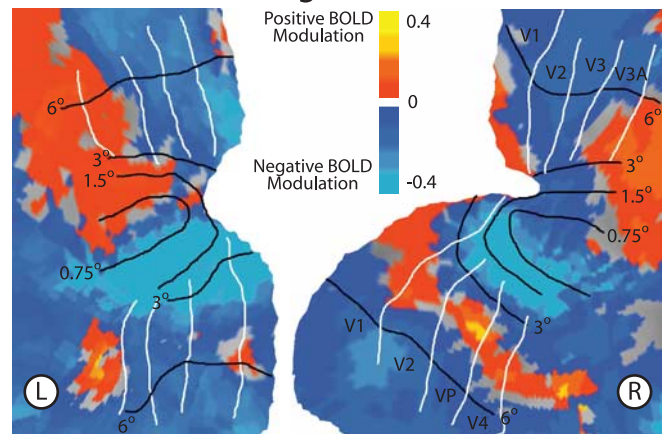 Positive BOLD
Modulation
0.4
0
Negative BOLD
Modulation
-0.4
6°
3°
1.5°
0.75°
3°
6°
L
V1
V2
V3
V3A
6°
3°
1.5°
0.75°
3°
V1
V2
VP
V4
6°
R